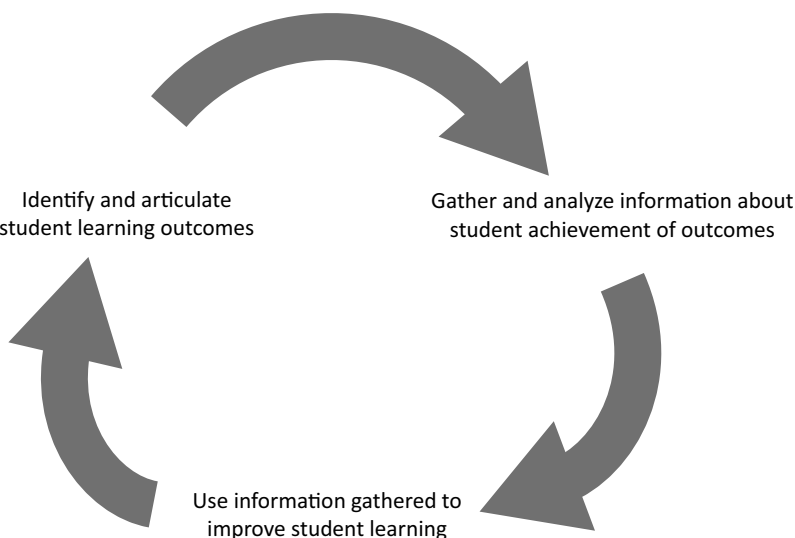 Identify and articulate
student learning outcomes
Gather and analyze information about
student achievement of outcomes
Use information gathered to
improve student learning